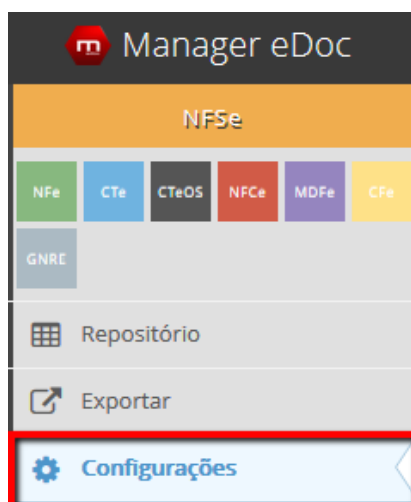 m Manager eDoc
NFSe
NFe CTe CTeOS NFCe MDFe CFe
GNRE
Repositório
Exportar
Configurações